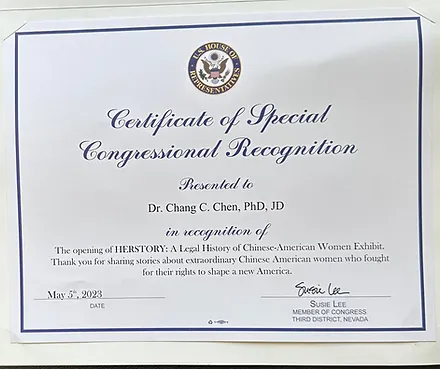 U.S. HOUSE OF REPRESENTATIVES
Certificate of Special
Congressional Recognition
Presented to
Dr. Chang C. Chen, PhD, JD
in recognition of
The opening of HERSTORY: A Legal History of Chinese-American Women Exhibit.
Thank you for sharing stories about extraordinary Chinese American women who fought
for their rights to shape a new America.
May 5th, 2023
DATE
Susie Lee
SUSIE LEE
MEMBER OF CONGRESS
THIRD DISTRICT, NEVADA